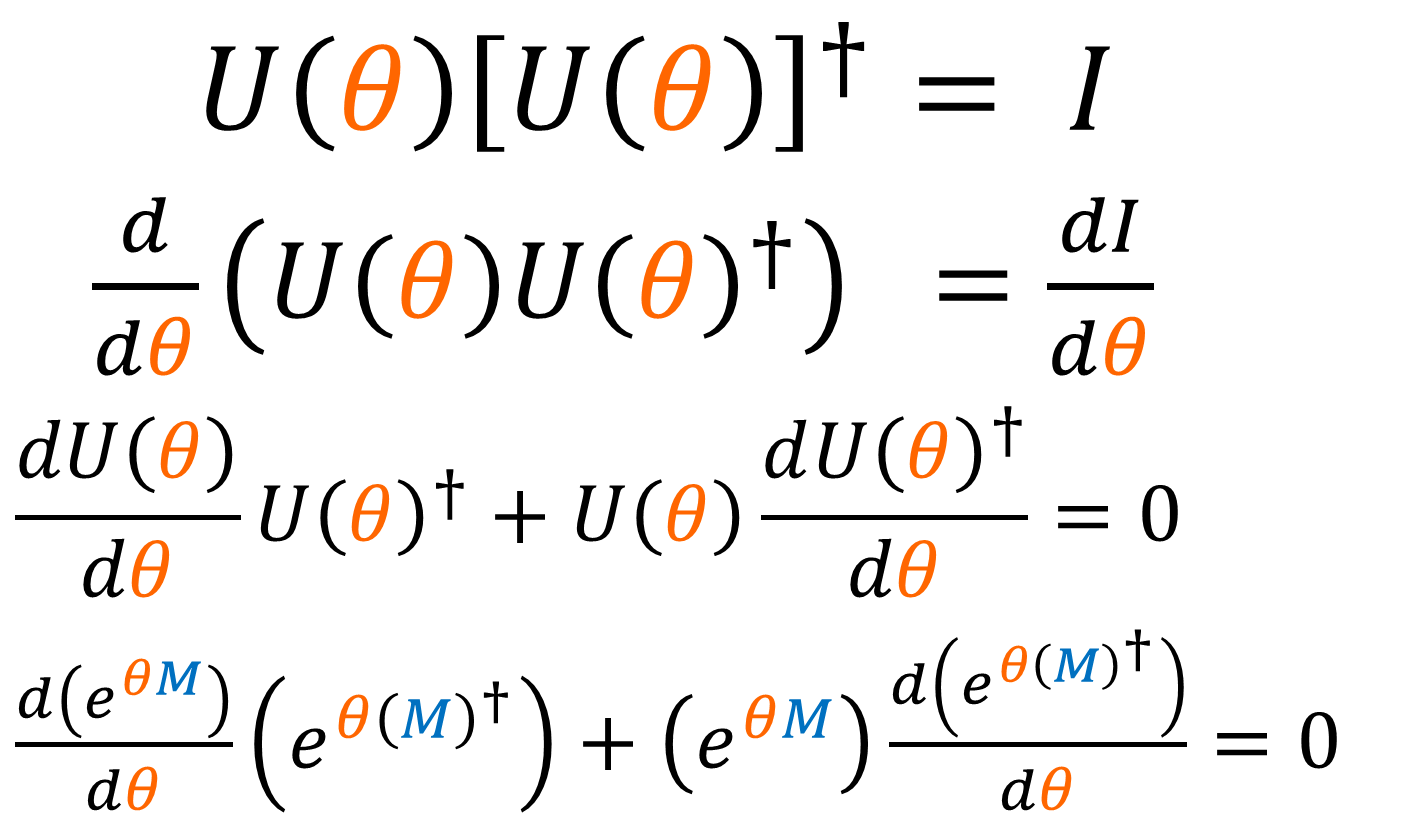 U(θ)[U(θ)]† = I
d/dθ (U(θ)U(θ)†) = dI/dθ
dU(θ)/dθ U(θ)† + U(θ) dU(θ)†/dθ = 0
d(e^{θM})/dθ (e^{θ(M)†}) + (e^{θM}) d(e^{θ(M)†})/dθ = 0